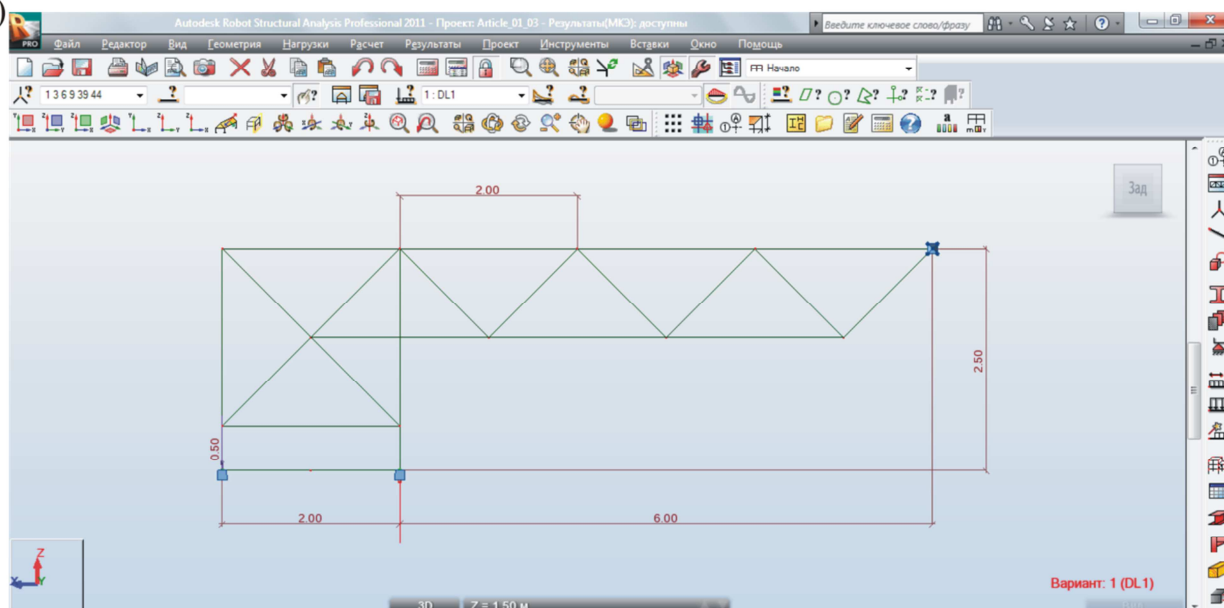 )
Autodesk Robot Structural Analysis Professional 2011 - Проект: Article_01_03 - Результаты(МКЭ): доступны
Введите ключевое слово/фразу
PRO
Файл Редактор Вид Геометрия Нагрузки Расчет Результаты Проект Инструменты Вставки Окно Помощь
Начало
1 3 6 9 39 44
1 : DL1
Зад
2.00
2.50
0.50
2.00
6.00
Z
X
Y
Вариант: 1 (DL1)
3D
Z = 1.50 м